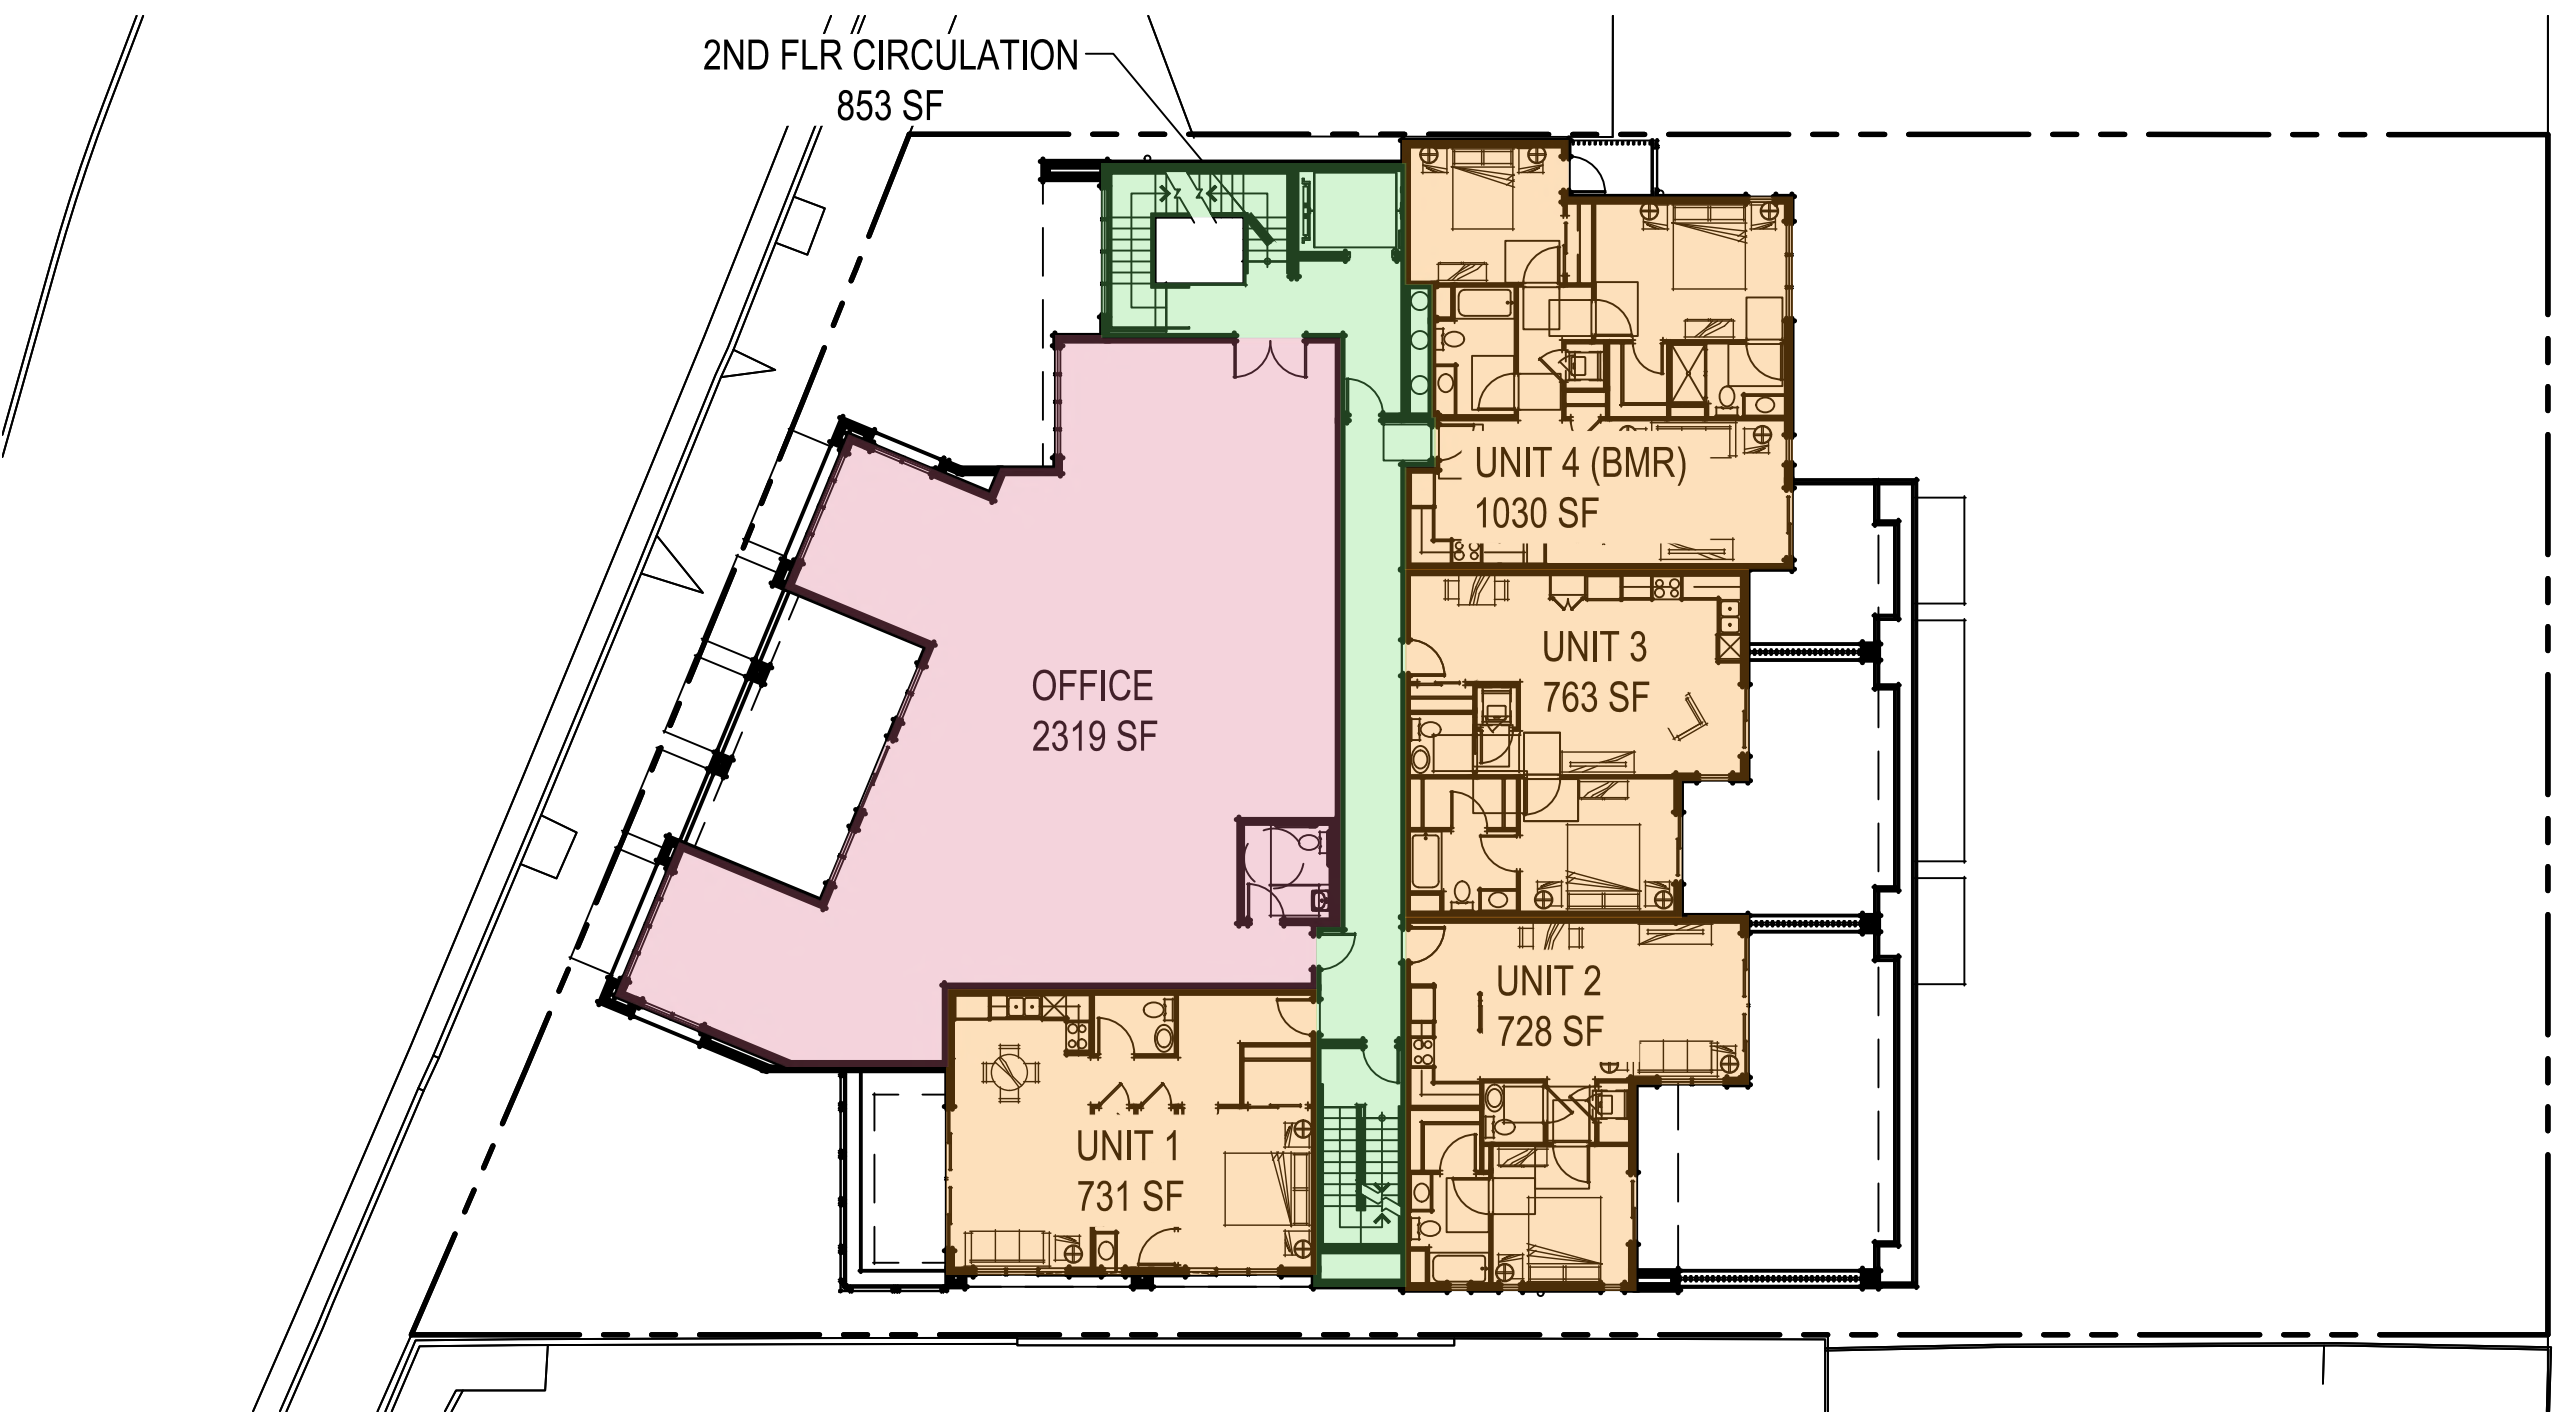 2ND FLR CIRCULATION
853 SF
UNIT 4 (BMR)
1030 SF
UNIT 3
763 SF
OFFICE
2319 SF
UNIT 2
728 SF
UNIT 1
731 SF